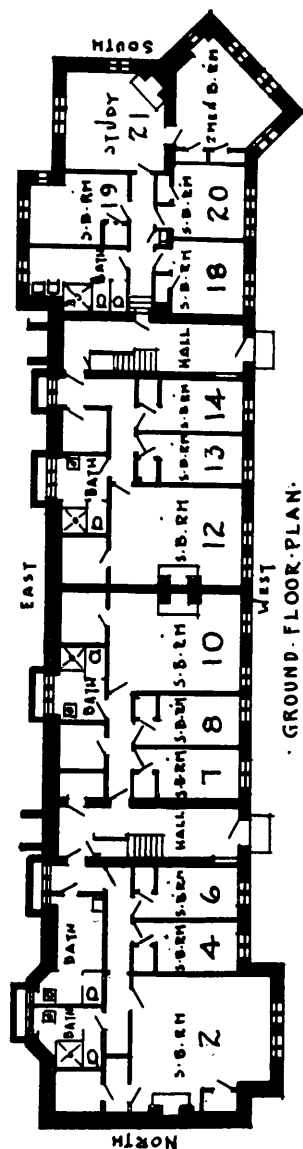 EAST
NORTH
BATH
BATH
BATH
BATH
BATH
S.B.RM
2
S.B.RM
4
S.B.RM
6
HALL
S.B.RM
7
S.B.RM
8
S.B.RM
10
S.B.RM
12
S.B.RM
13
S.B.RM
14
HALL
S.B.RM
18
S.B.RM
19
S.B.RM
20
STUDY
21
2 MEN B.RM
SOUTH
WEST
·GROUND·FLOOR·PLAN·